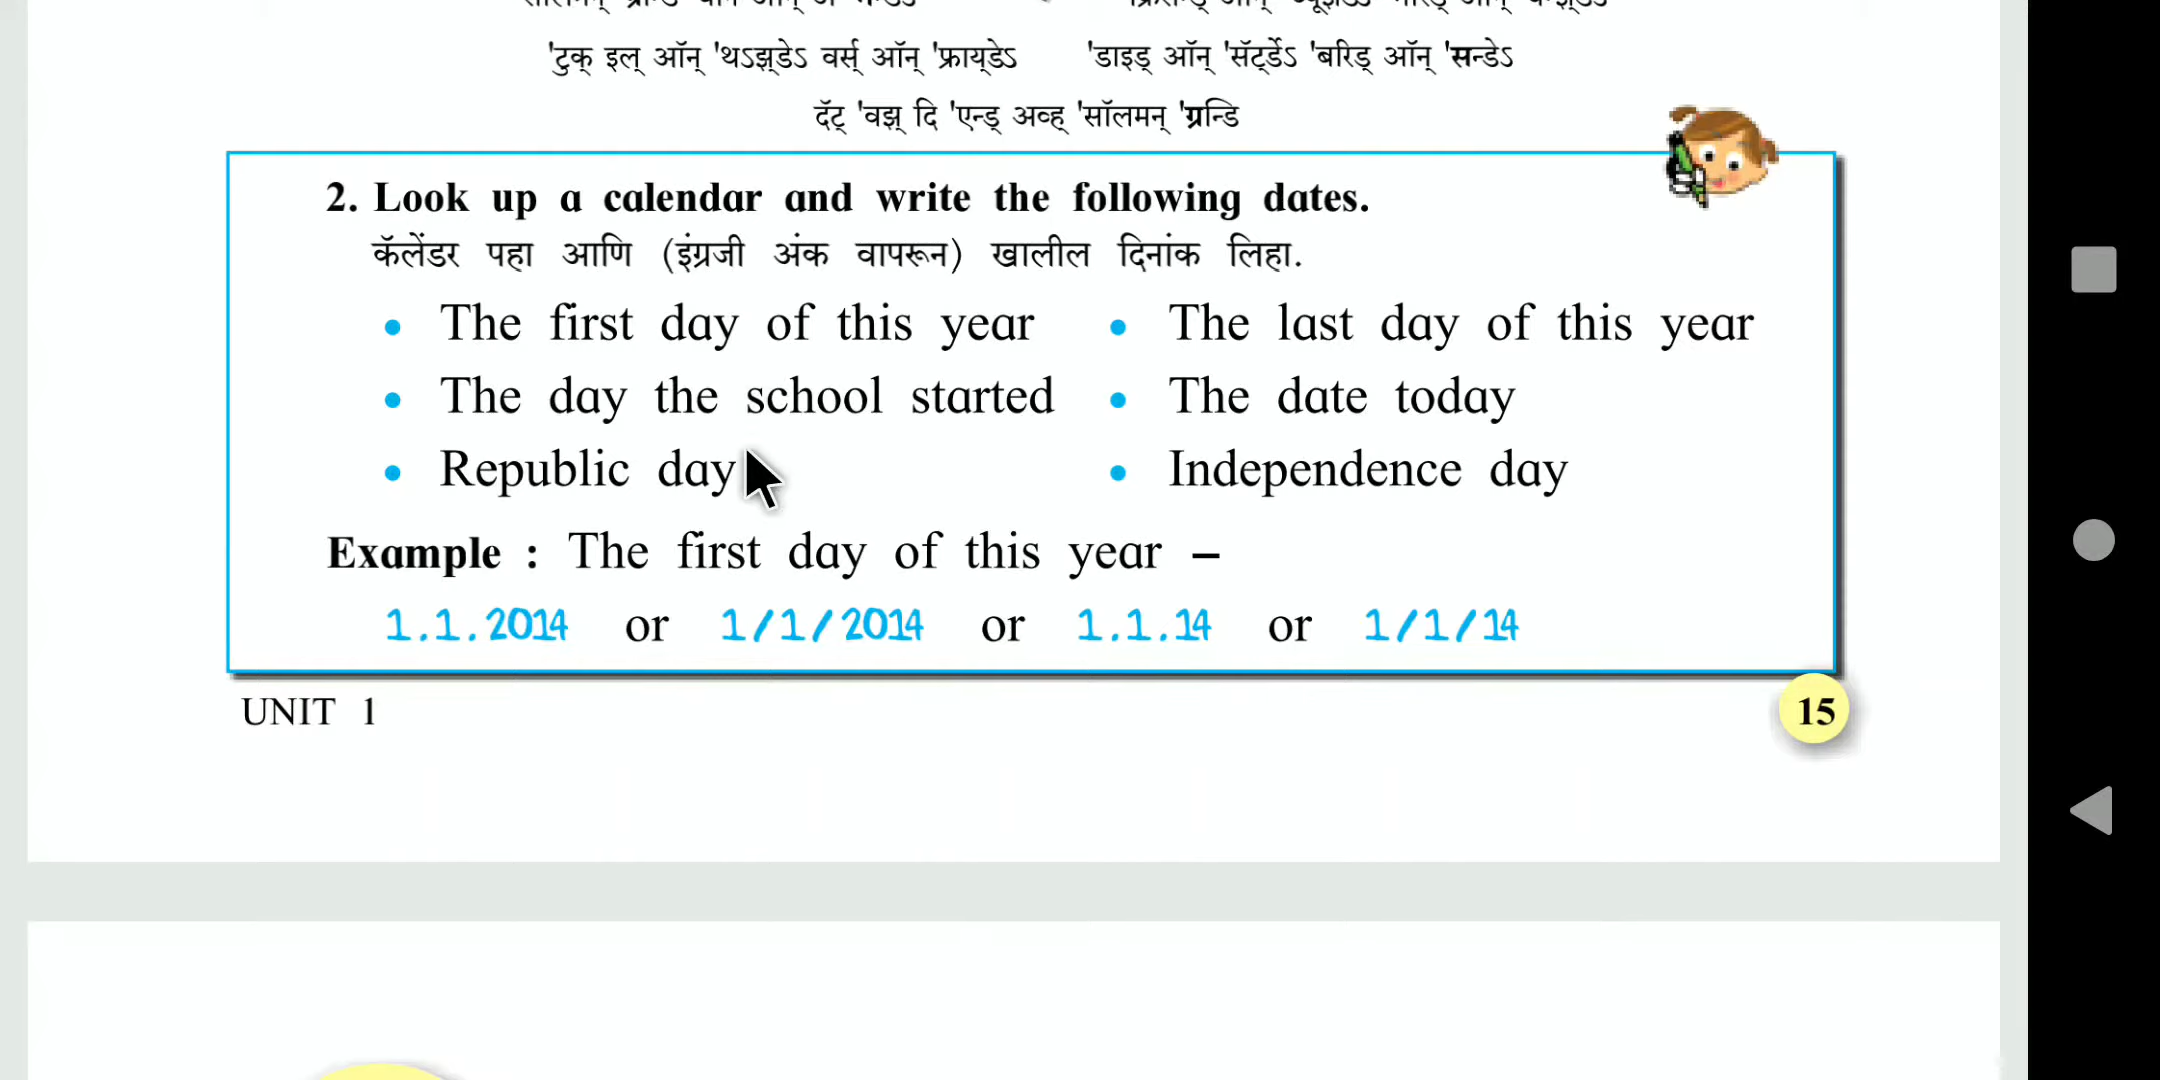 'टुक् इल् ऑन् 'थऽझ्डेऽ वर्स् ऑन् 'फ्राय्डेऽ 'डाइड् ऑन् 'सॅटर्डेऽ 'बरिड् ऑन् 'सन्डेऽ
दॅट् 'वझ् दि 'एन्ड् अव्ह् 'सॉलमन् 'ग्रन्डि
2. Look up a calendar and write the following dates.
कॅलेंडर पहा आणि (इंग्रजी अंक वापरून) खालील दिनांक लिहा.
• The first day of this year • The last day of this year
• The day the school started • The date today
• Republic day • Independence day
Example : The first day of this year –
1.1.2014 or 1/1/2014 or 1.1.14 or 1/1/14
UNIT 1 15